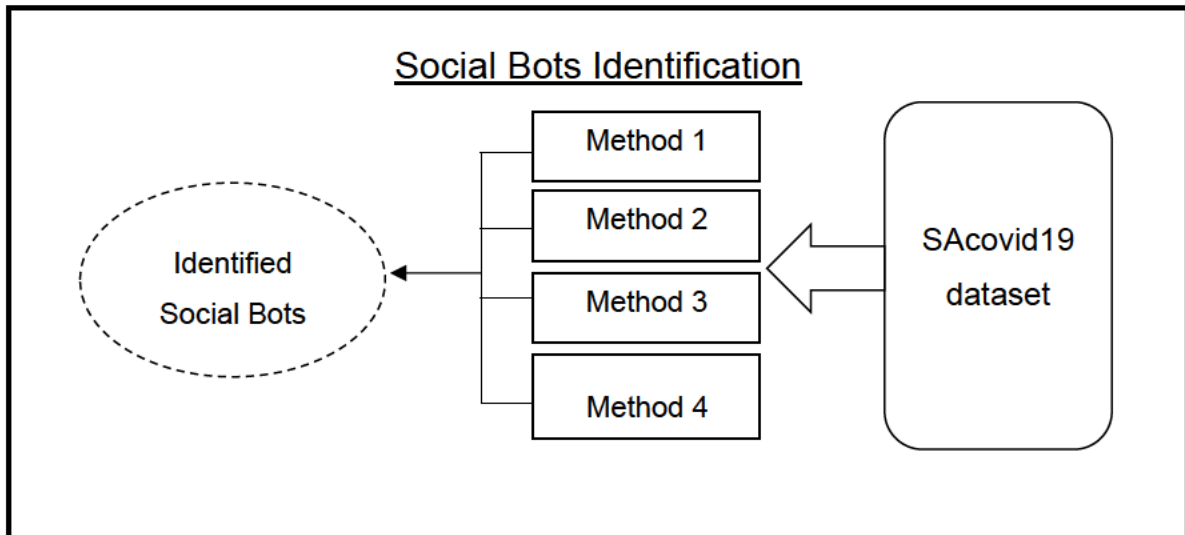 Social Bots Identification
Method 1
Method 2
Method 3
Method 4
SAcovid19
dataset
Identified
Social Bots